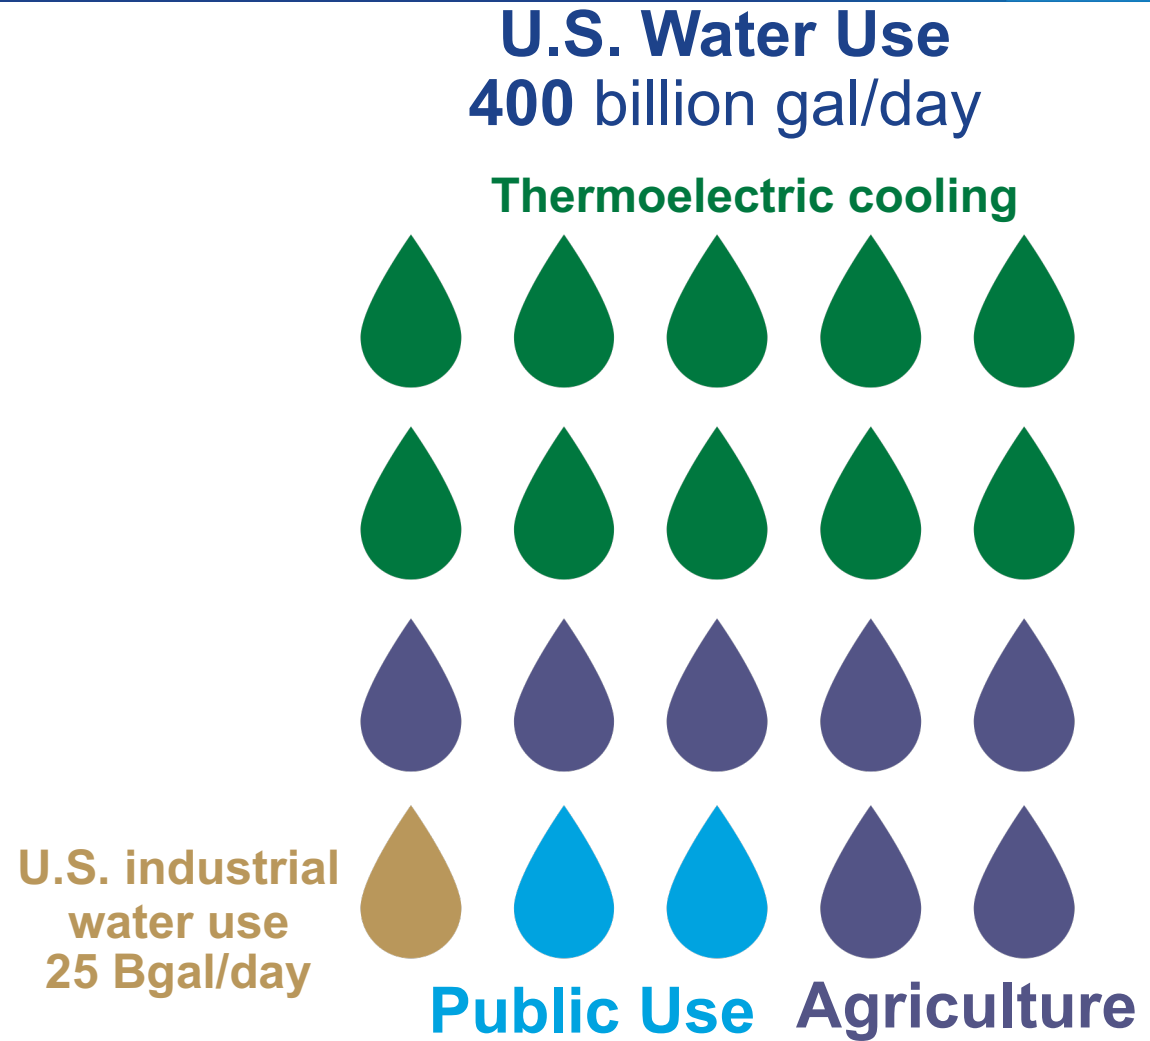 U.S. Water Use
400 billion gal/day
Thermoelectric cooling
U.S. industrial
water use
25 Bgal/day
Public Use
Agriculture